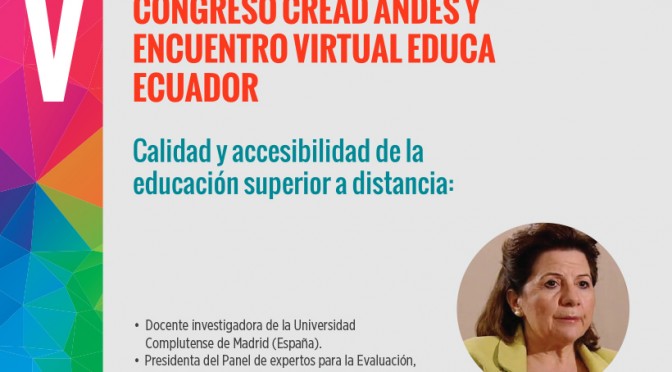 V
CONGRESO CREAD ANDES Y
ENCUENTRO VIRTUAL EDUCA
ECUADOR
Calidad y accesibilidad de la
educación superior a distancia:
• Docente investigadora de la Universidad
Complutense de Madrid (España).
• Presidenta del Panel de expertos para la Evaluación,